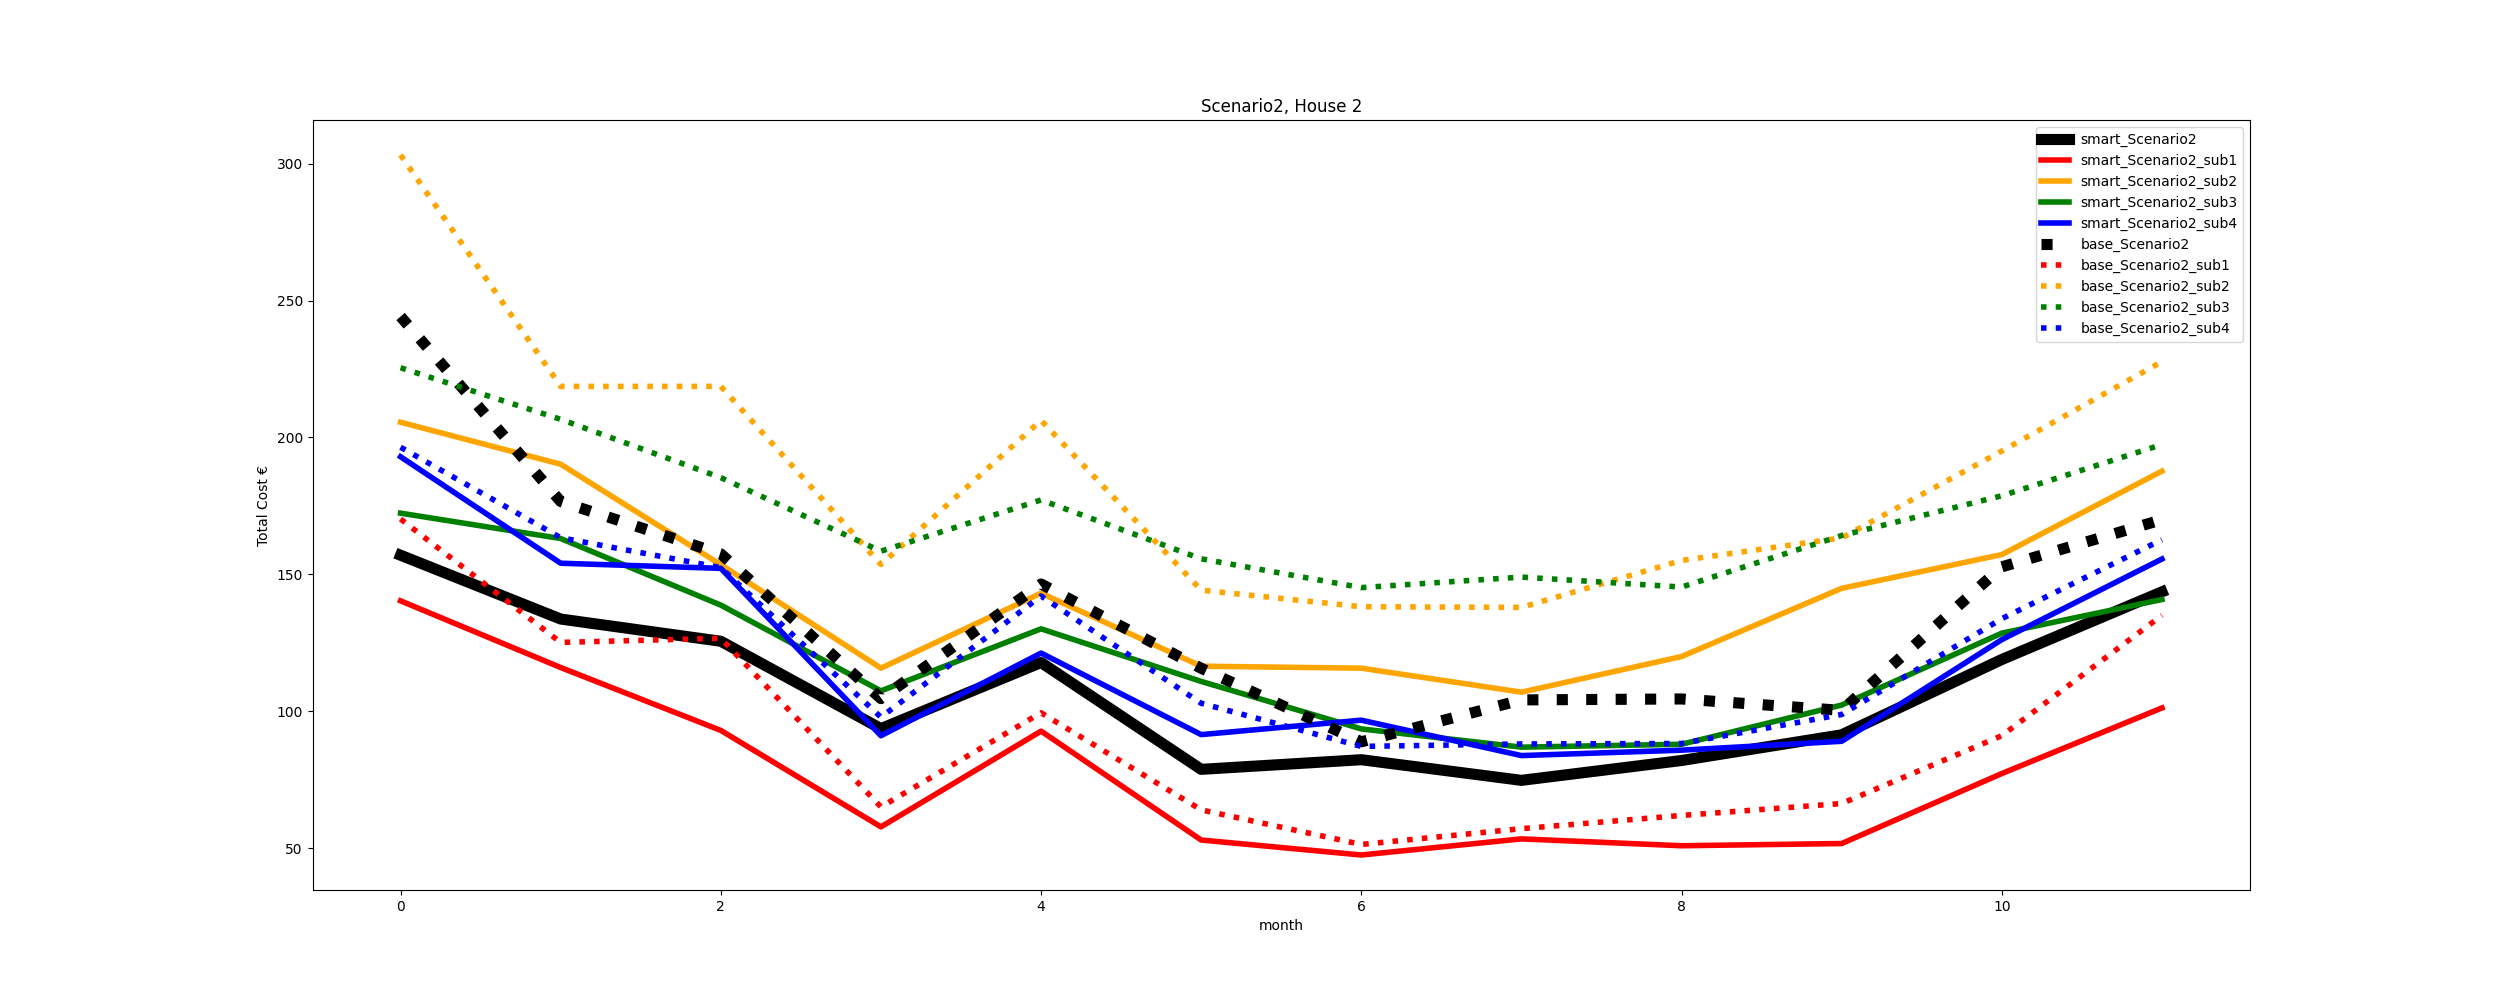 Scenario2, House 2
Total Cost €
300
250
200
150
100
50
smart_Scenario2
smart_Scenario2_sub1
smart_Scenario2_sub2
smart_Scenario2_sub3
smart_Scenario2_sub4
base_Scenario2
base_Scenario2_sub1
base_Scenario2_sub2
base_Scenario2_sub3
base_Scenario2_sub4
0 2 4 6 8 10
month